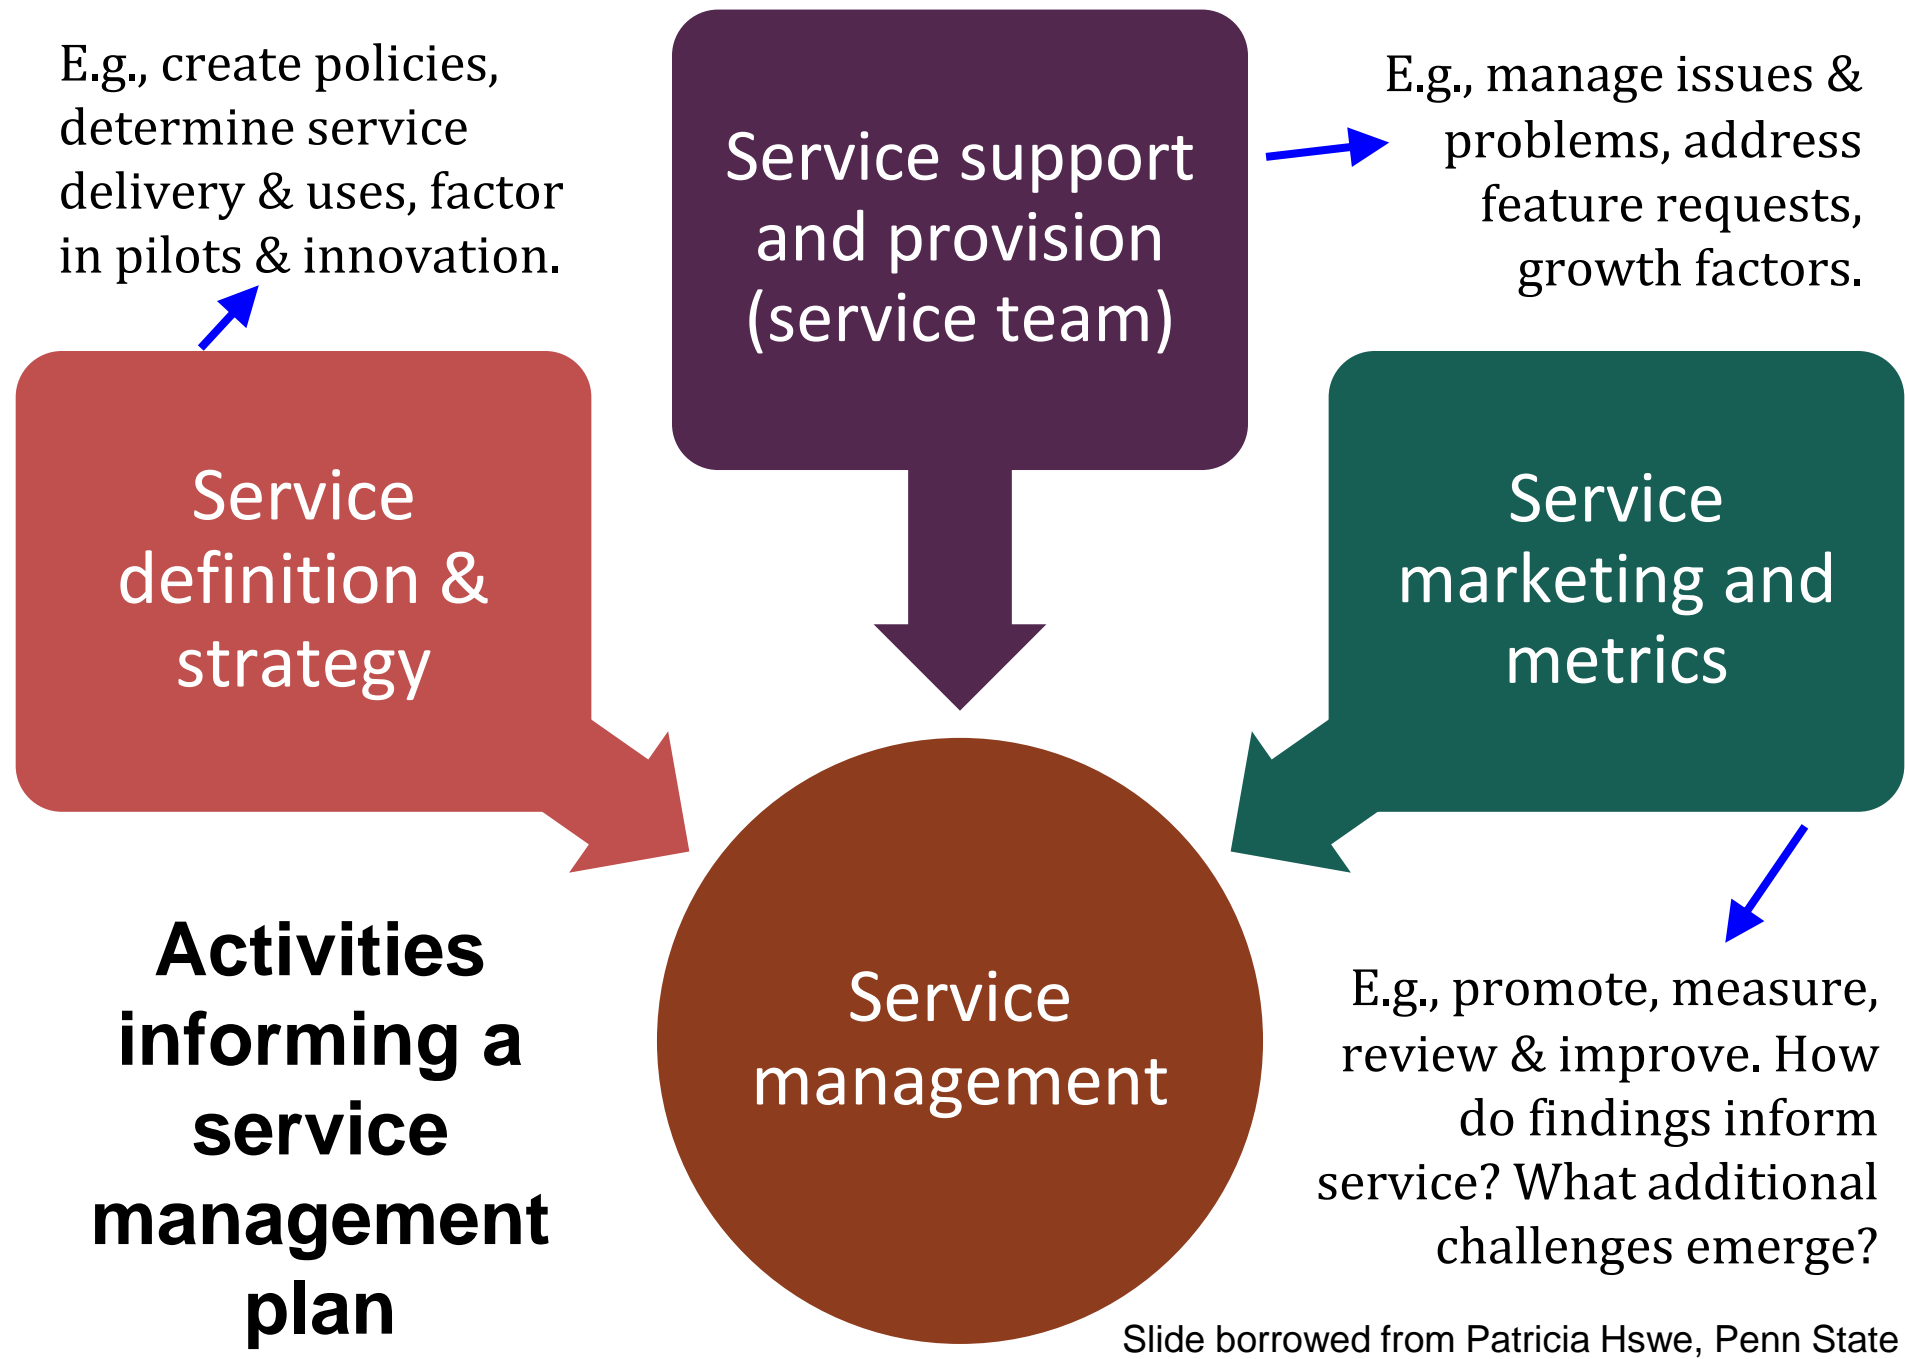 E.g., create policies,
determine service
delivery & uses, factor
in pilots & innovation.
Service support
and provision
(service team)
E.g., manage issues &
problems, address
feature requests,
growth factors.
Service
definition &
strategy
Service
marketing and
metrics
Activities
informing a
service
management
plan
Service
management
E.g., promote, measure,
review & improve. How
do findings inform
service? What additional
challenges emerge?
Slide borrowed from Patricia Hswe, Penn State